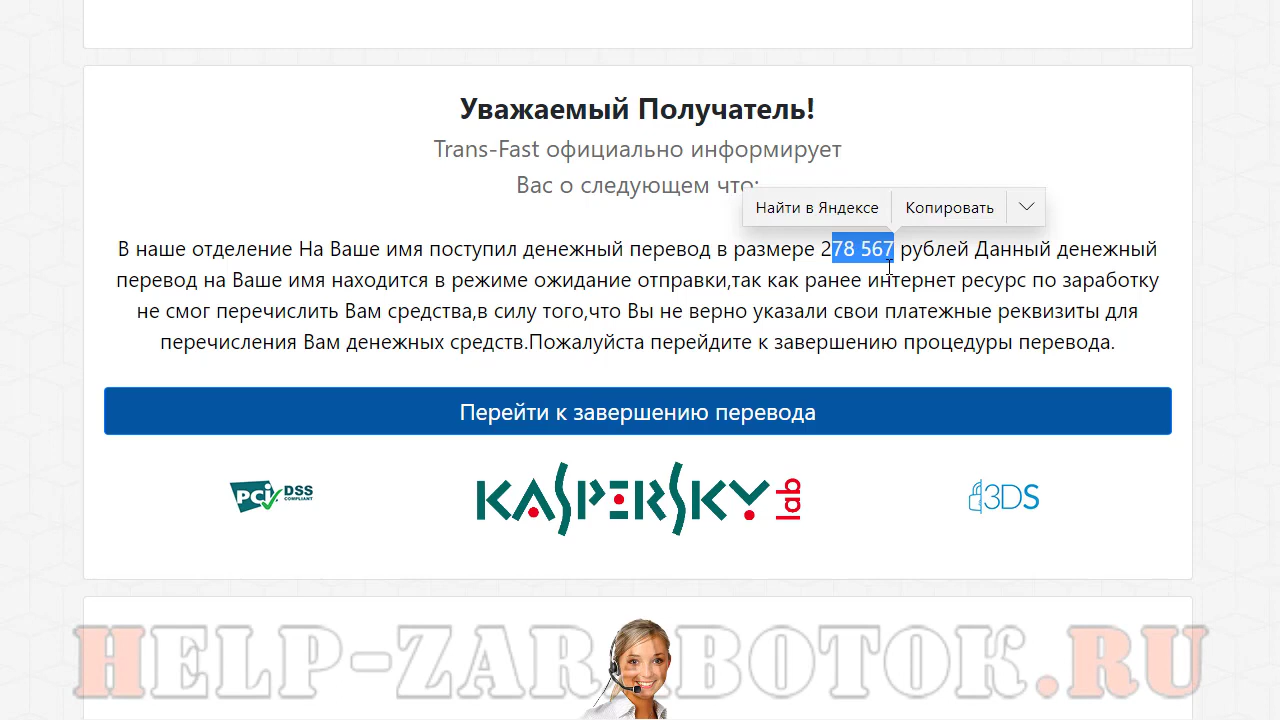 Уважаемый Получатель!
Trans-Fast официально информирует
Вас о следующем что:
Найти в Яндексе Копировать
В наше отделение На Ваше имя поступил денежный перевод в размере 278 567 рублей Данный денежный
перевод на Ваше имя находится в режиме ожидание отправки,так как ранее интернет ресурс по заработку
не смог перечислить Вам средства,в силу того,что Вы не верно указали свои платежные реквизиты для
перечисления Вам денежных средств.Пожалуйста перейдите к завершению процедуры перевода.
Перейти к завершению перевода
PCI DSS COMPLIANT
KASPERSKY lab
3DS
HELP-ZARABOTOK.RU